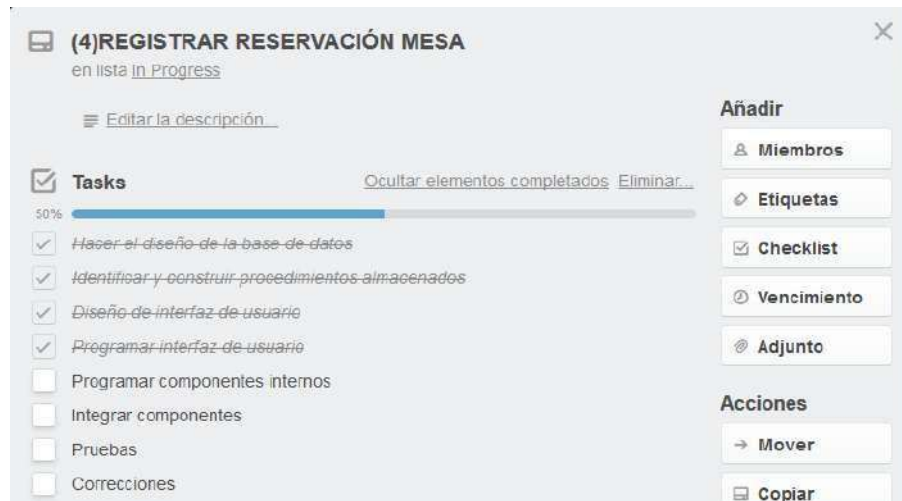 (4)REGISTRAR RESERVACIÓN MESA
en lista In Progress
Editar la descripción...
Tasks
Ocultar elementos completados Eliminar...
50%
Hacer el diseño de la base de datos
Identificar y construir procedimientos almacenados
Diseño de interfaz de usuario
Programar interfaz de usuario
Programar componentes internos
Integrar componentes
Pruebas
Correcciones
Añadir
Miembros
Etiquetas
Checklist
Vencimiento
Adjunto
Acciones
Mover
Copiar